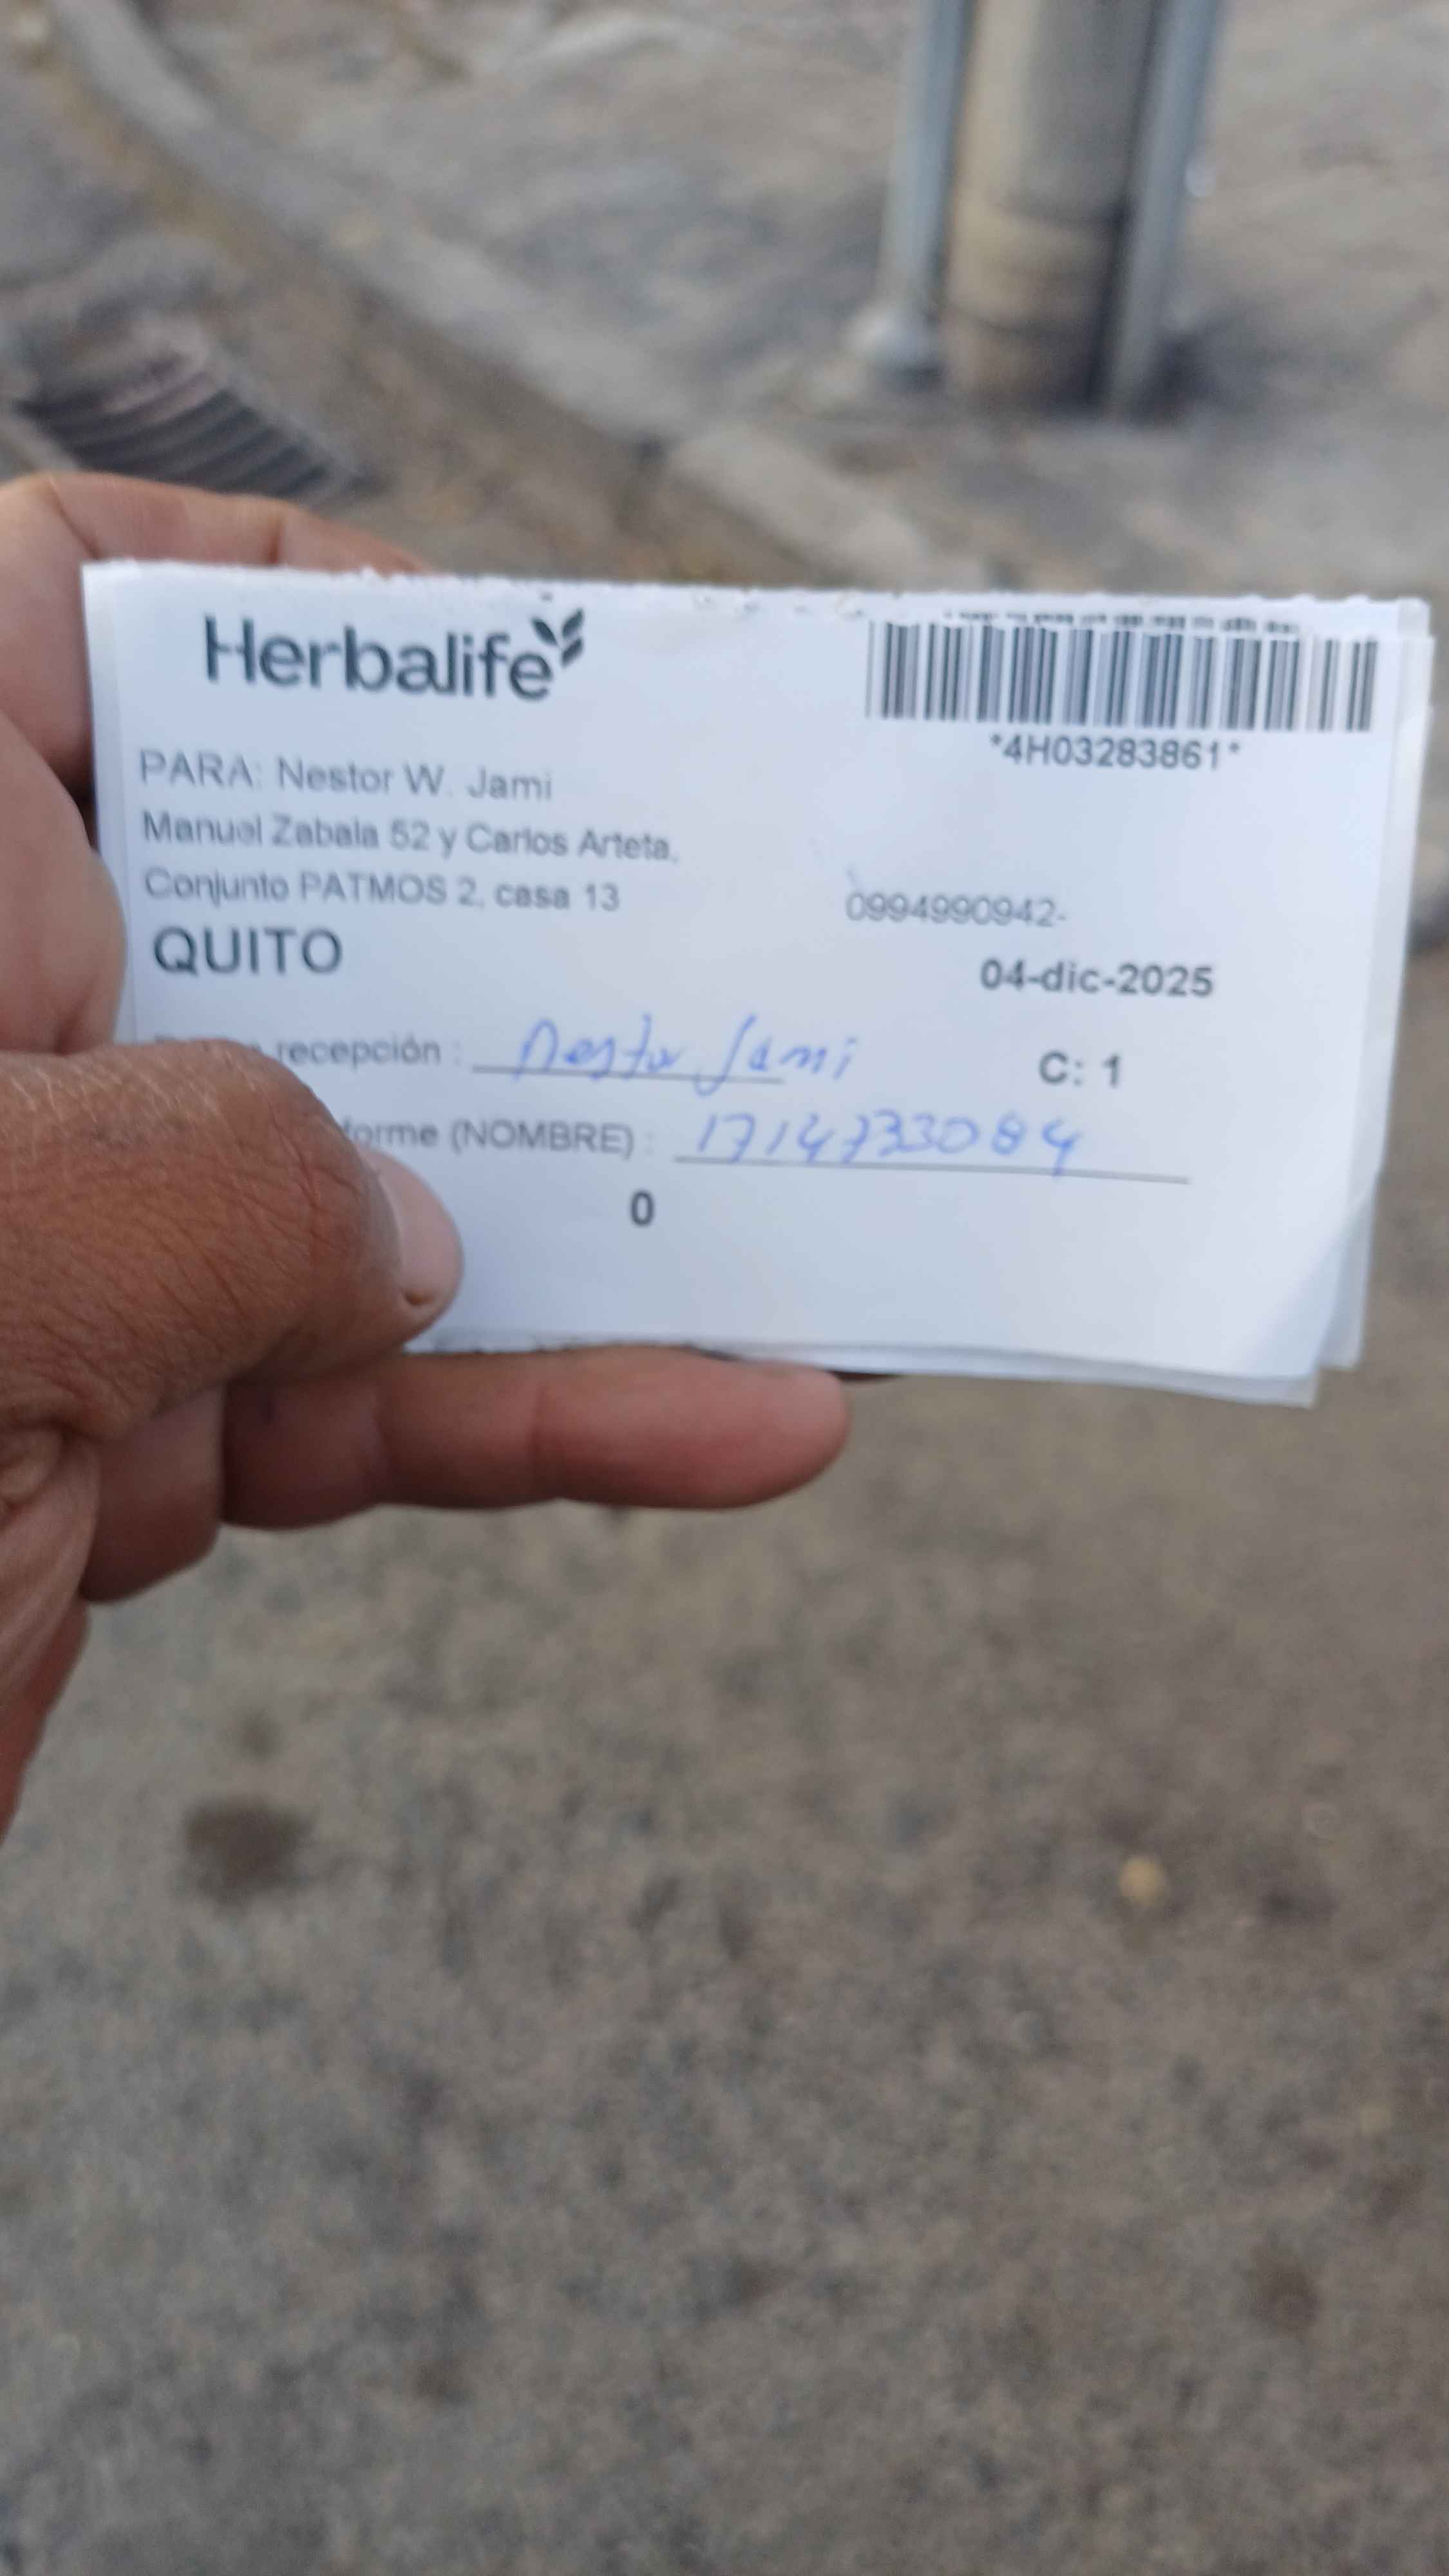 Herbalife
*4H03283861*
PARA: Nestor W. Jami
Manuel Zabala 52 y Carlos Arteta,
Conjunto PATMOS 2, casa 13
0994990942-
QUITO
04-dic-2025
recepción : Nestor Jami
C: 1
forme (NOMBRE) : 1714733084
0